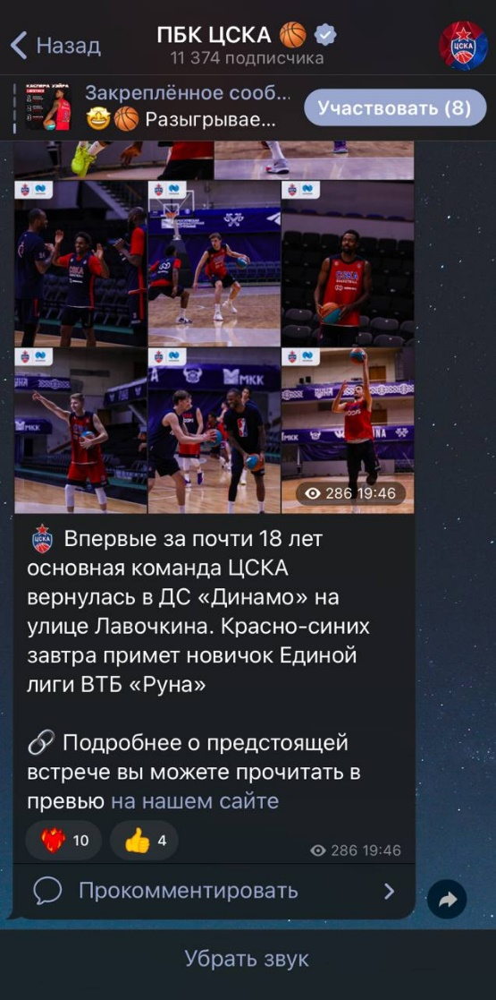 Назад
ПБК ЦСКА 🏀
11 374 подписчика
Закреплённое сооб...
🤩🏀 Разыгрывае...
Участвовать (8)
МКК
МКК
286 19:46
Впервые за почти 18 лет
основная команда ЦСКА
вернулась в ДС «Динамо» на
улице Лавочкина. Красно-синих
завтра примет новичок Единой
лиги ВТБ «Руна»
🔗 Подробнее о предстоящей
встрече вы можете прочитать в
превью на нашем сайте
❤️‍🔥 10 👍 4
286 19:46
Прокомментировать
Убрать звук